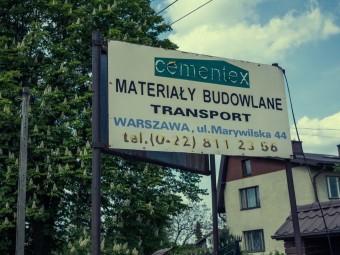 cementex
MATERIAŁY BUDOWLANE
TRANSPORT
WARSZAWA, ul.Marywilska 44
tel.(0-22) 811 23 56